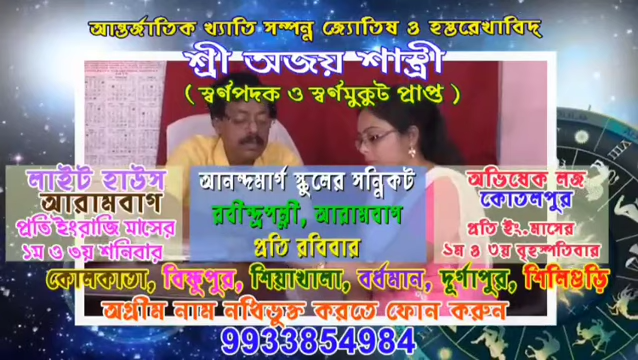 আন্তর্জাতিক খ্যাতি সম্পন্ন জ্যোতিষ ও হস্তরেখাবিদ্
শ্রী অজয় শাস্ত্রী
( স্বর্ণপদক ও স্বর্ণমুকুট প্রাপ্ত )
লাইট হাউস
আরামবাগ
প্রতি ইংরাজি মাসের
১ম ও ৩য় শনিবার
আনন্দমার্গ স্কুলের সন্নিকট
রবীন্দ্রপল্লী, আরামবাগ
প্রতি রবিবার
অভিষেক লজ
কোতলপুর
প্রতি ইং..মাসের
১ম ও ৩য় বৃহস্পতিবার
কোলকাতা, বিষ্ণুপুর, শিয়াখালা, বর্ধমান, দুর্গাপুর, শিলিগুড়ি
অগ্রীম নাম নথিভুক্ত করতে ফোন করুন
9933854984